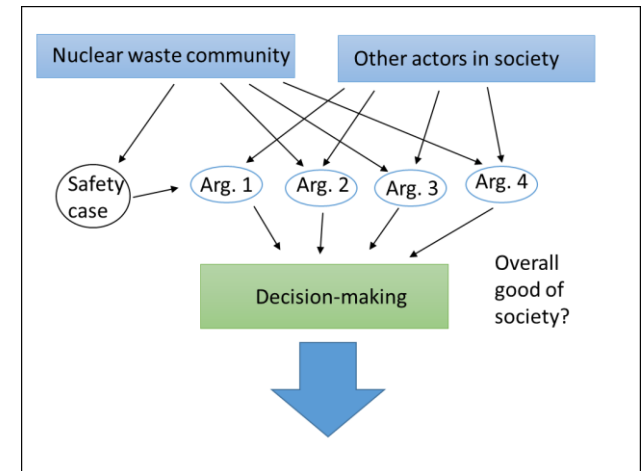 Nuclear waste community
Other actors in society
Safety
case
Arg. 1
Arg. 2
Arg. 3
Arg. 4
Decision-making
Overall
good of
society?